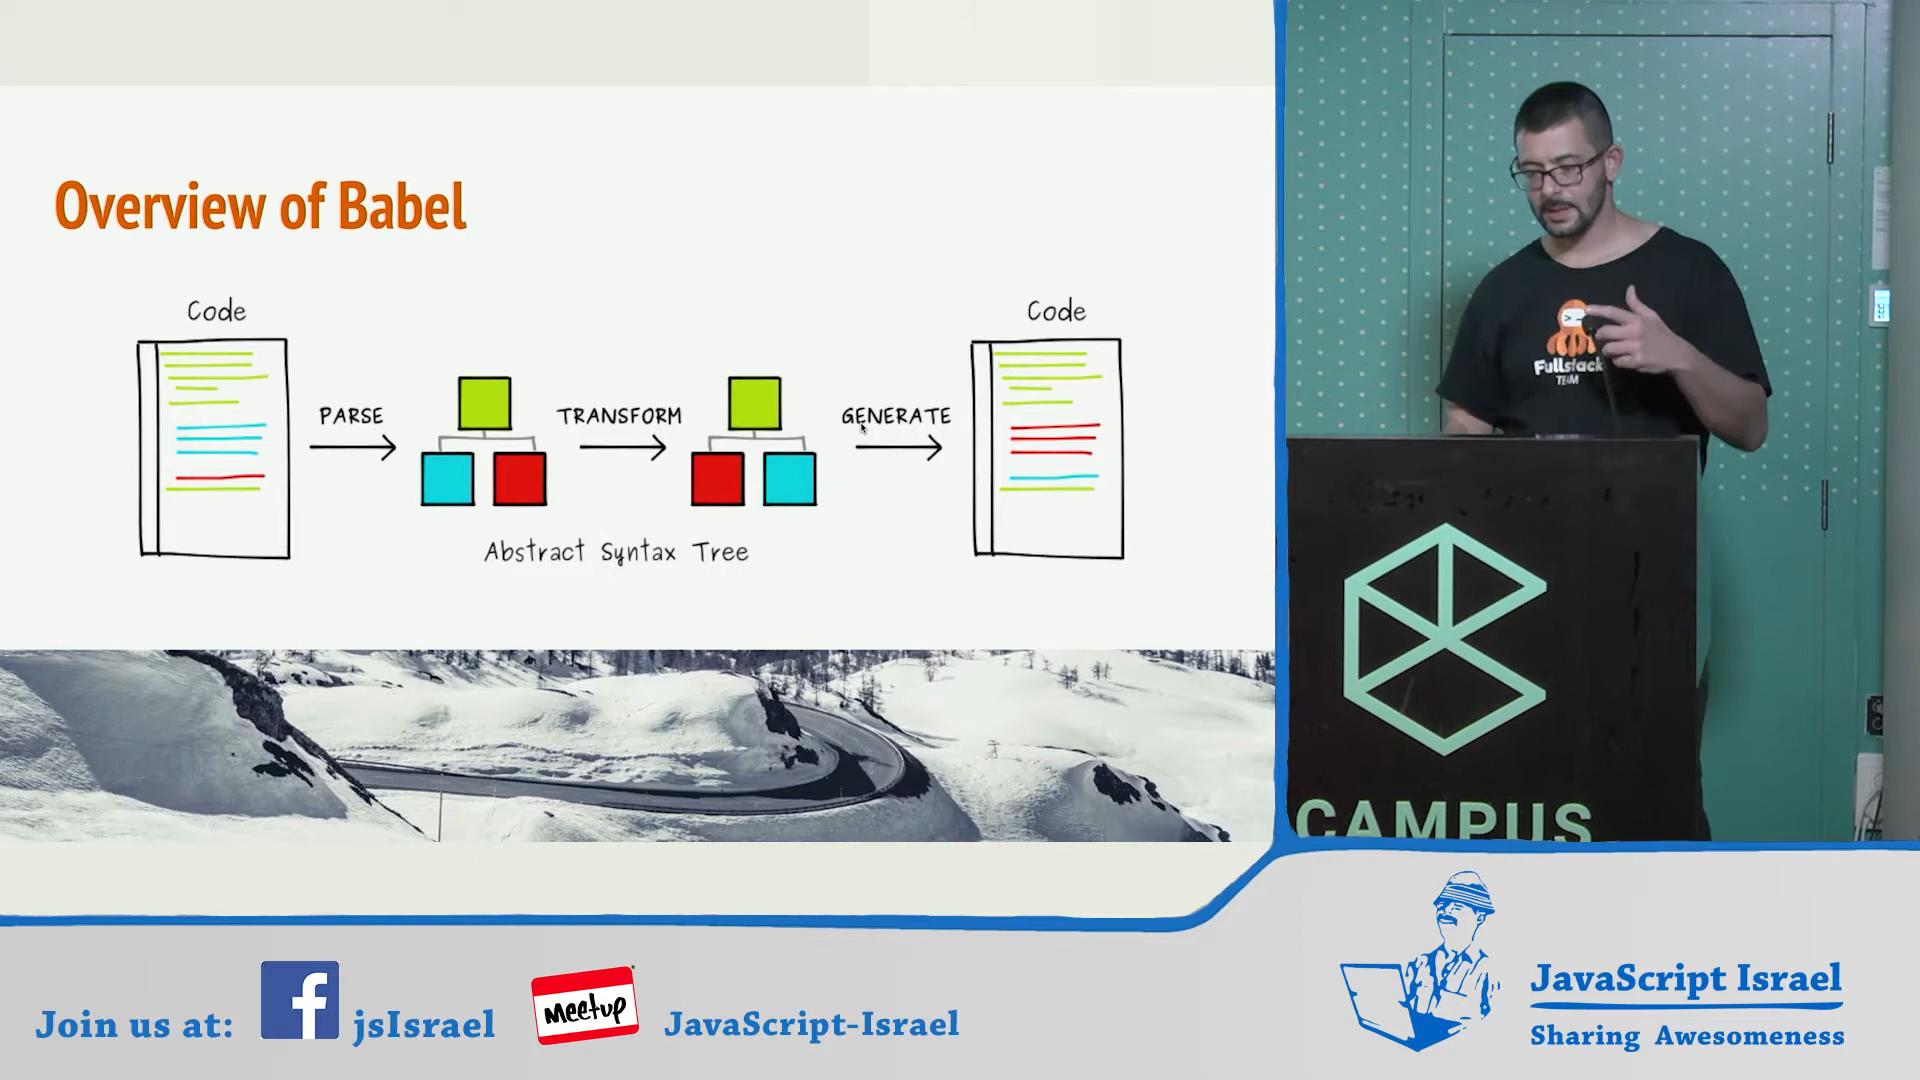 Overview of Babel
Code
Code
PARSE
TRANSFORM
GENERATE
Abstract Syntax Tree
Fullstack
TEAM
CAMPUS
Join us at:
f
jsIsrael
Meetup
JavaScript-Israel
JavaScript Israel
Sharing Awesomeness